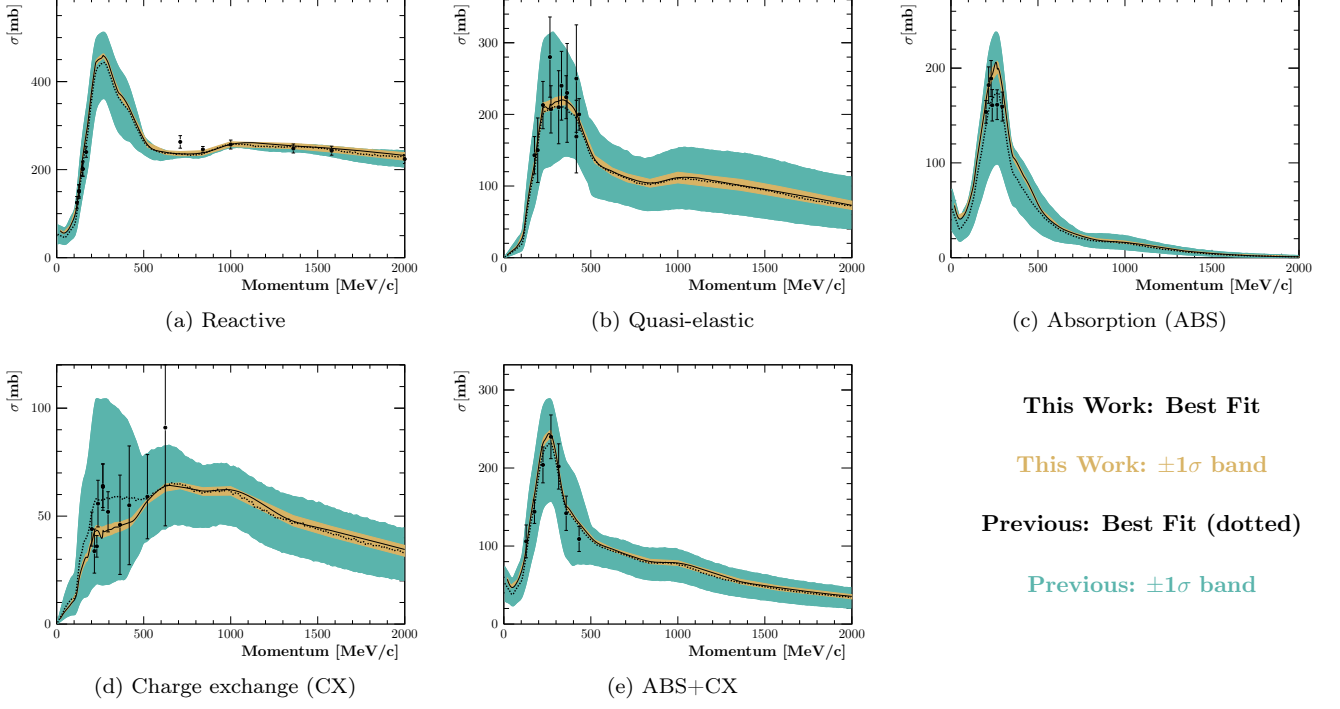 σ[mb]
400
200
0
0 500 1000 1500 2000
Momentum [MeV/c]
(a) Reactive
σ[mb]
300
200
100
0
0 500 1000 1500 2000
Momentum [MeV/c]
(b) Quasi-elastic
σ[mb]
200
100
0
0 500 1000 1500 2000
Momentum [MeV/c]
(c) Absorption (ABS)
σ[mb]
100
50
0
0 500 1000 1500 2000
Momentum [MeV/c]
(d) Charge exchange (CX)
σ[mb]
300
200
100
0
0 500 1000 1500 2000
Momentum [MeV/c]
(e) ABS+CX
This Work: Best Fit
This Work: ±1σ band
Previous: Best Fit (dotted)
Previous: ±1σ band